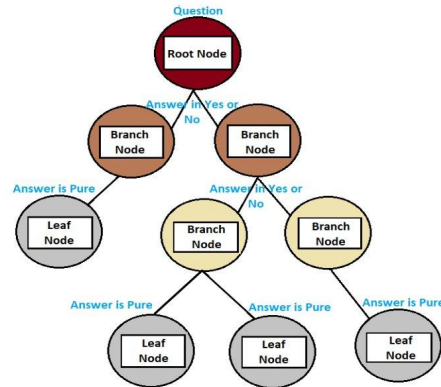 Question
Root Node
Answer in Yes or
No
Branch
Node
Branch
Node
Answer is Pure
Answer in Yes or
No
Leaf
Node
Branch
Node
Branch
Node
Answer is Pure
Answer is Pure
Answer is Pure
Leaf
Node
Leaf
Node
Leaf
Node